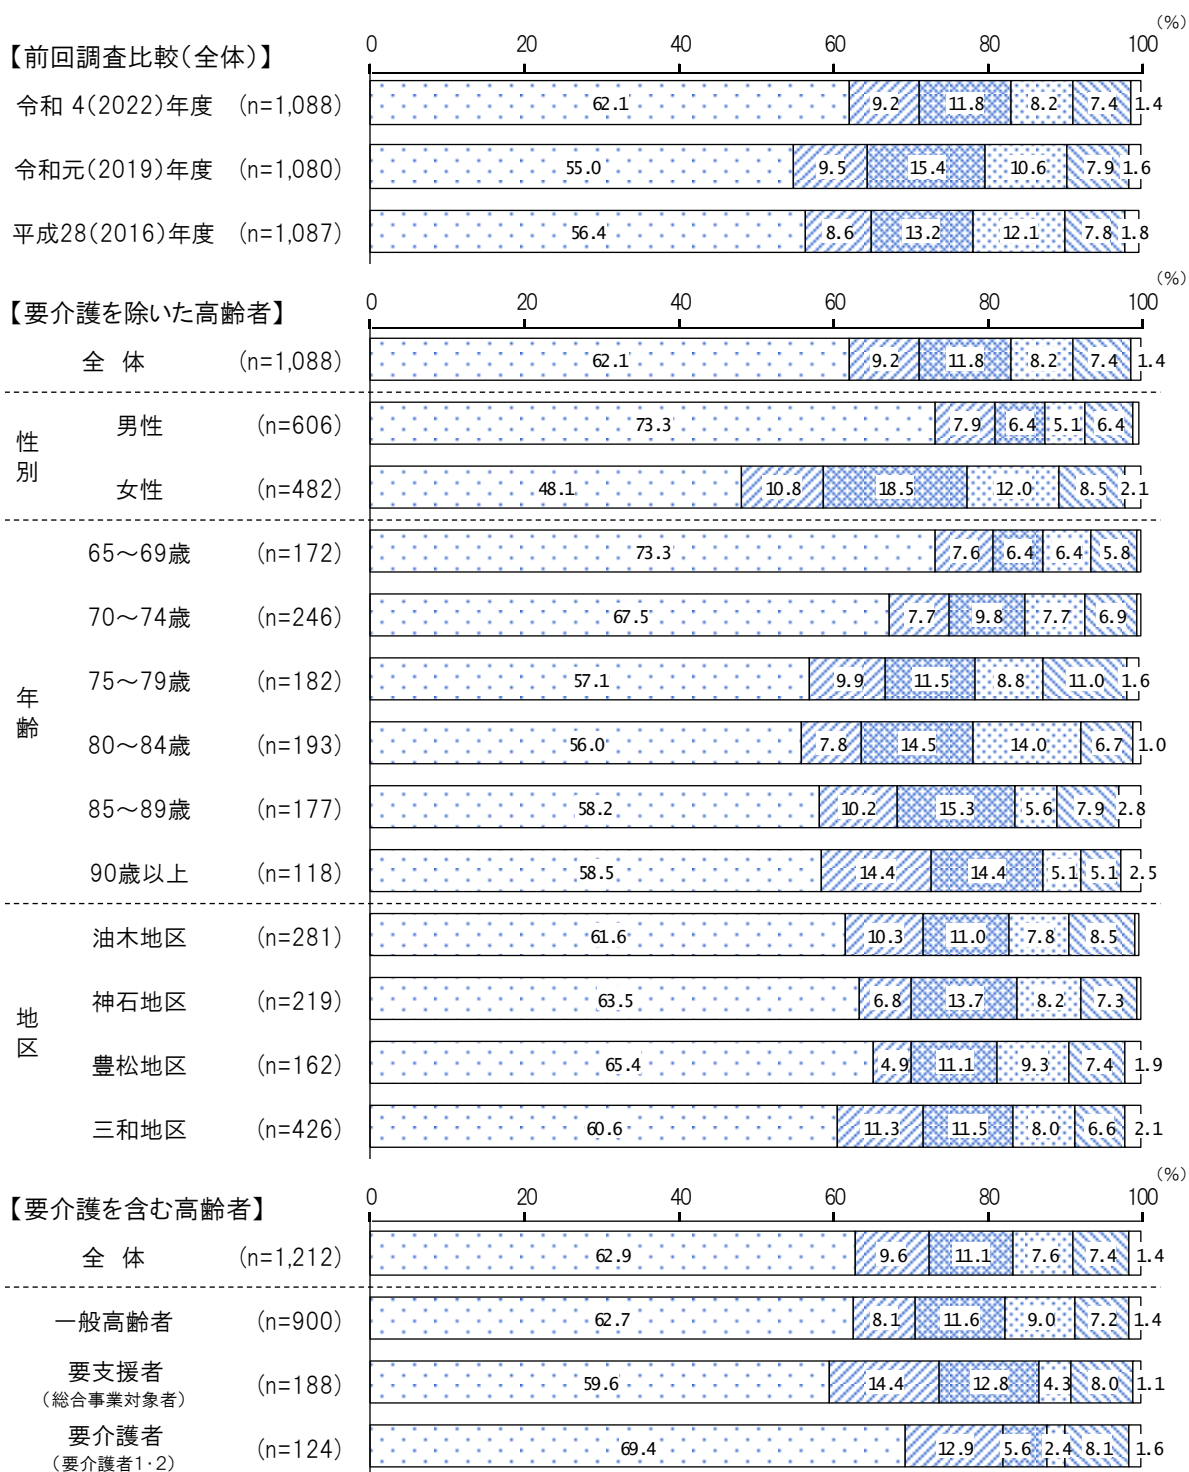 (%)
【前回調査比較（全体）】 0 20 40 60 80 100
令和 4（2022）年度 （n=1,088） 62.1 9.2 11.8 8.2 7.4 1.4
令和元（2019）年度 （n=1,080） 55.0 9.5 15.4 10.6 7.9 1.6
平成28（2016）年度 （n=1,087） 56.4 8.6 13.2 12.1 7.8 1.8
(%)
【要介護を除いた高齢者】 0 20 40 60 80 100
全 体 （n=1,088） 62.1 9.2 11.8 8.2 7.4 1.4
性別
男性 （n=606） 73.3 7.9 6.4 5.1 6.4
女性 （n=482） 48.1 10.8 18.5 12.0 8.5 2.1
年齢
65～69歳 （n=172） 73.3 7.6 6.4 6.4 5.8
70～74歳 （n=246） 67.5 7.7 9.8 7.7 6.9
75～79歳 （n=182） 57.1 9.9 11.5 8.8 11.0 1.6
80～84歳 （n=193） 56.0 7.8 14.5 14.0 6.7 1.0
85～89歳 （n=177） 58.2 10.2 15.3 5.6 7.9 2.8
90歳以上 （n=118） 58.5 14.4 14.4 5.1 5.1 2.5
地区
油木地区 （n=281） 61.6 10.3 11.0 7.8 8.5
神石地区 （n=219） 63.5 6.8 13.7 8.2 7.3
豊松地区 （n=162） 65.4 4.9 11.1 9.3 7.4 1.9
三和地区 （n=426） 60.6 11.3 11.5 8.0 6.6 2.1
(%)
【要介護を含む高齢者】 0 20 40 60 80 100
全 体 （n=1,212） 62.9 9.6 11.1 7.6 7.4 1.4
一般高齢者 （n=900） 62.7 8.1 11.6 9.0 7.2 1.4
要支援者
（総合事業対象者） （n=188） 59.6 14.4 12.8 4.3 8.0 1.1
要介護者
（要介護者1・2） （n=124） 69.4 12.9 5.6 2.4 8.1 1.6